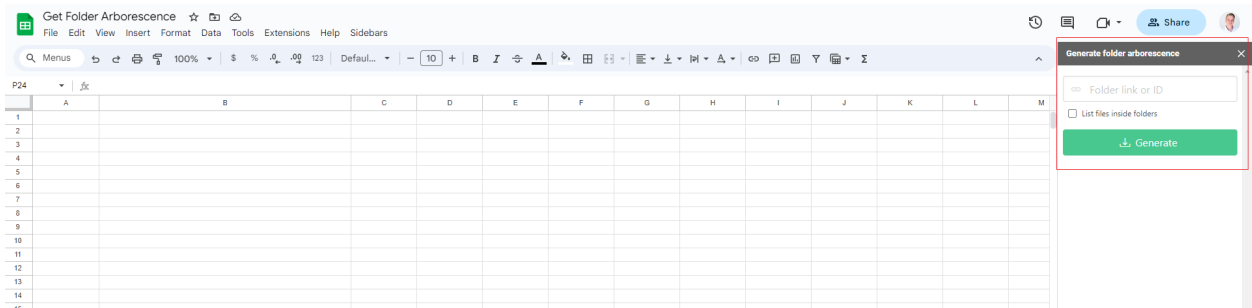 Get Folder Arborescence
File Edit View Insert Format Data Tools Extensions Help Sidebars
Share
Menus 100% $ % .0 .00 123 Defaul... − 10 + B I A Σ
Generate folder arborescence
P24 fx
Folder link or ID
A B C D E F G H I J K L M
List files inside folders
Generate
1
2
3
4
5
6
7
8
9
10
11
12
13
14